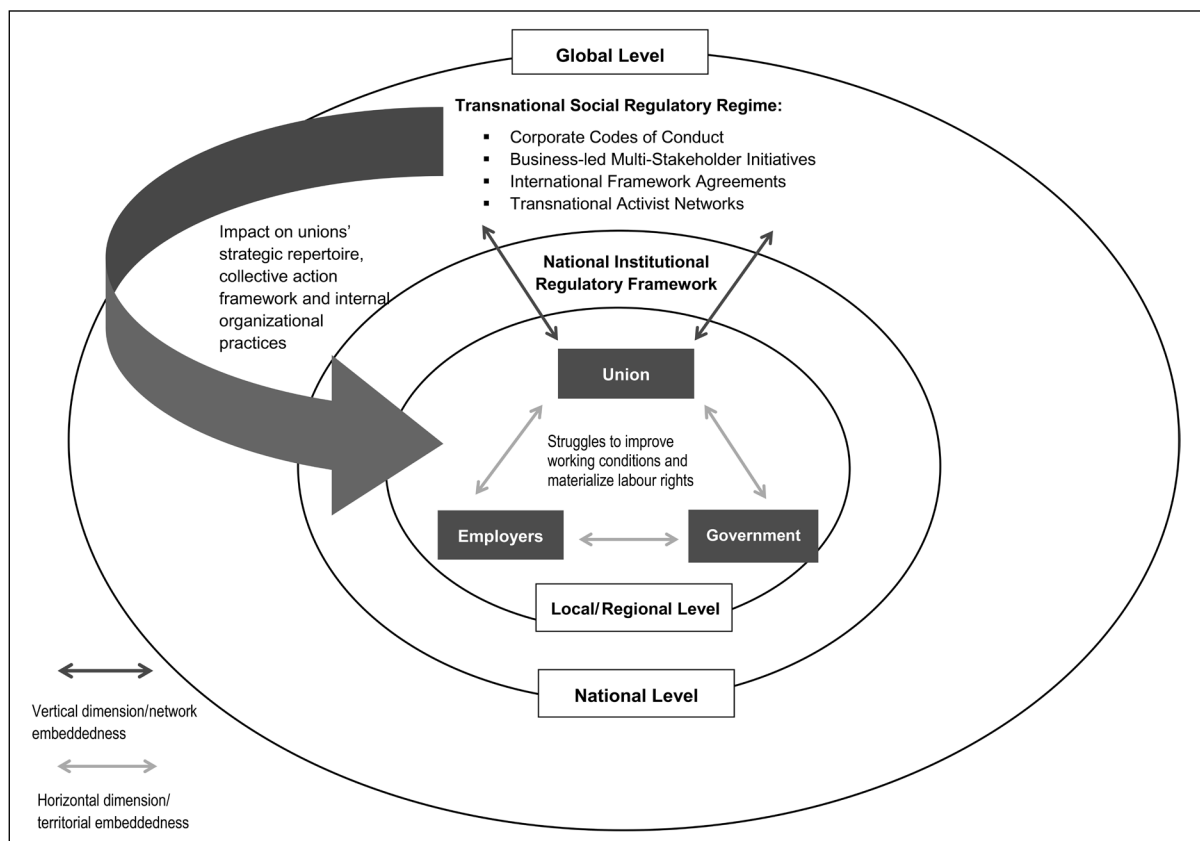 Global Level
Transnational Social Regulatory Regime:
▪ Corporate Codes of Conduct
▪ Business-led Multi-Stakeholder Initiatives
▪ International Framework Agreements
▪ Transnational Activist Networks
Impact on unions’
strategic repertoire,
collective action
framework and internal
organizational
practices
National Institutional
Regulatory Framework
Union
Struggles to improve
working conditions and
materialize labour rights
Employers
Government
Local/Regional Level
National Level
Vertical dimension/network
embeddedness
Horizontal dimension/
territorial embeddedness